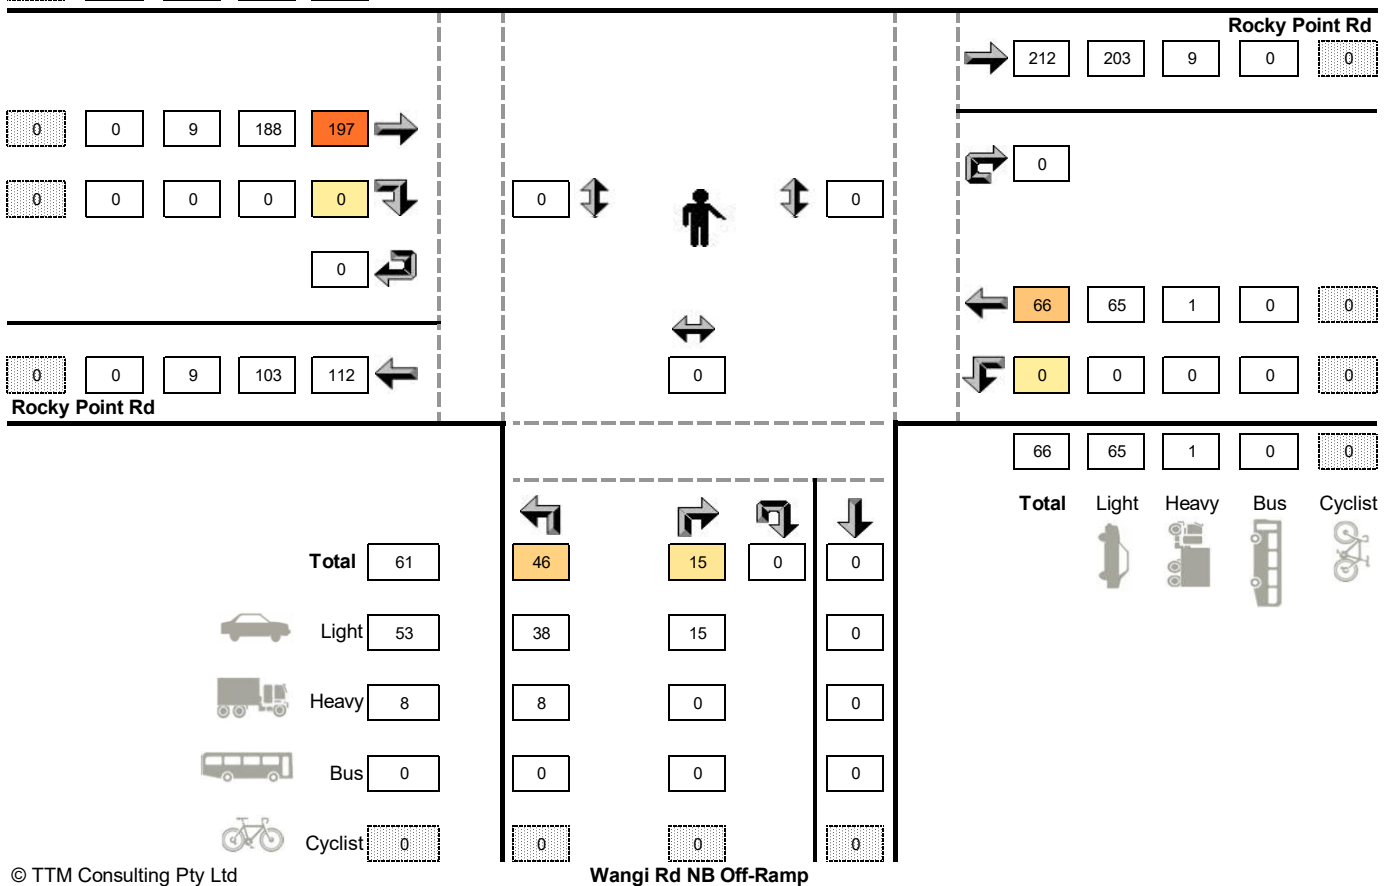 Rocky Point Rd
212 203 9 0 0
0 0 9 188 197
0
0 0 0 0 0
0 0
0
66 65 1 0 0
0 0 9 103 112
0
0 0 0 0 0
Rocky Point Rd
66 65 1 0 0
Total Light Heavy Bus Cyclist
Total 61 46 15 0 0
Light 53 38 15 0
Heavy 8 8 0 0
Bus 0 0 0 0
Cyclist 0 0 0 0
© TTM Consulting Pty Ltd
Wangi Rd NB Off-Ramp